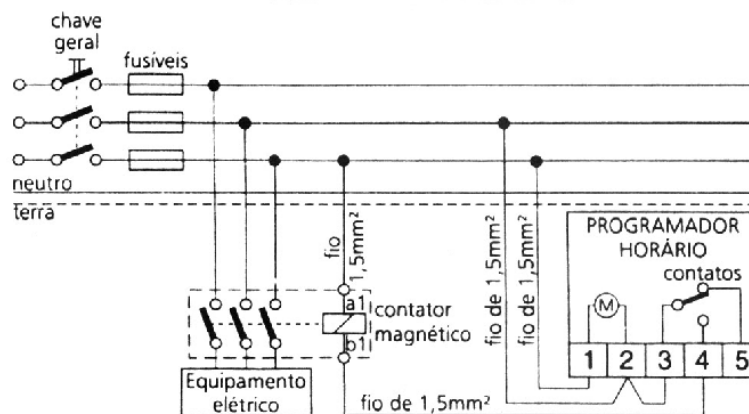 chave
geral
fusíveis
neutro
terra
fio
1,5mm²
fio de 1,5mm²
fio de 1,5mm²
PROGRAMADOR
HORÁRIO
contatos
M
a1
contator
magnético
b1
1 2 3 4 5
Equipamento
elétrico
fio de 1,5mm²